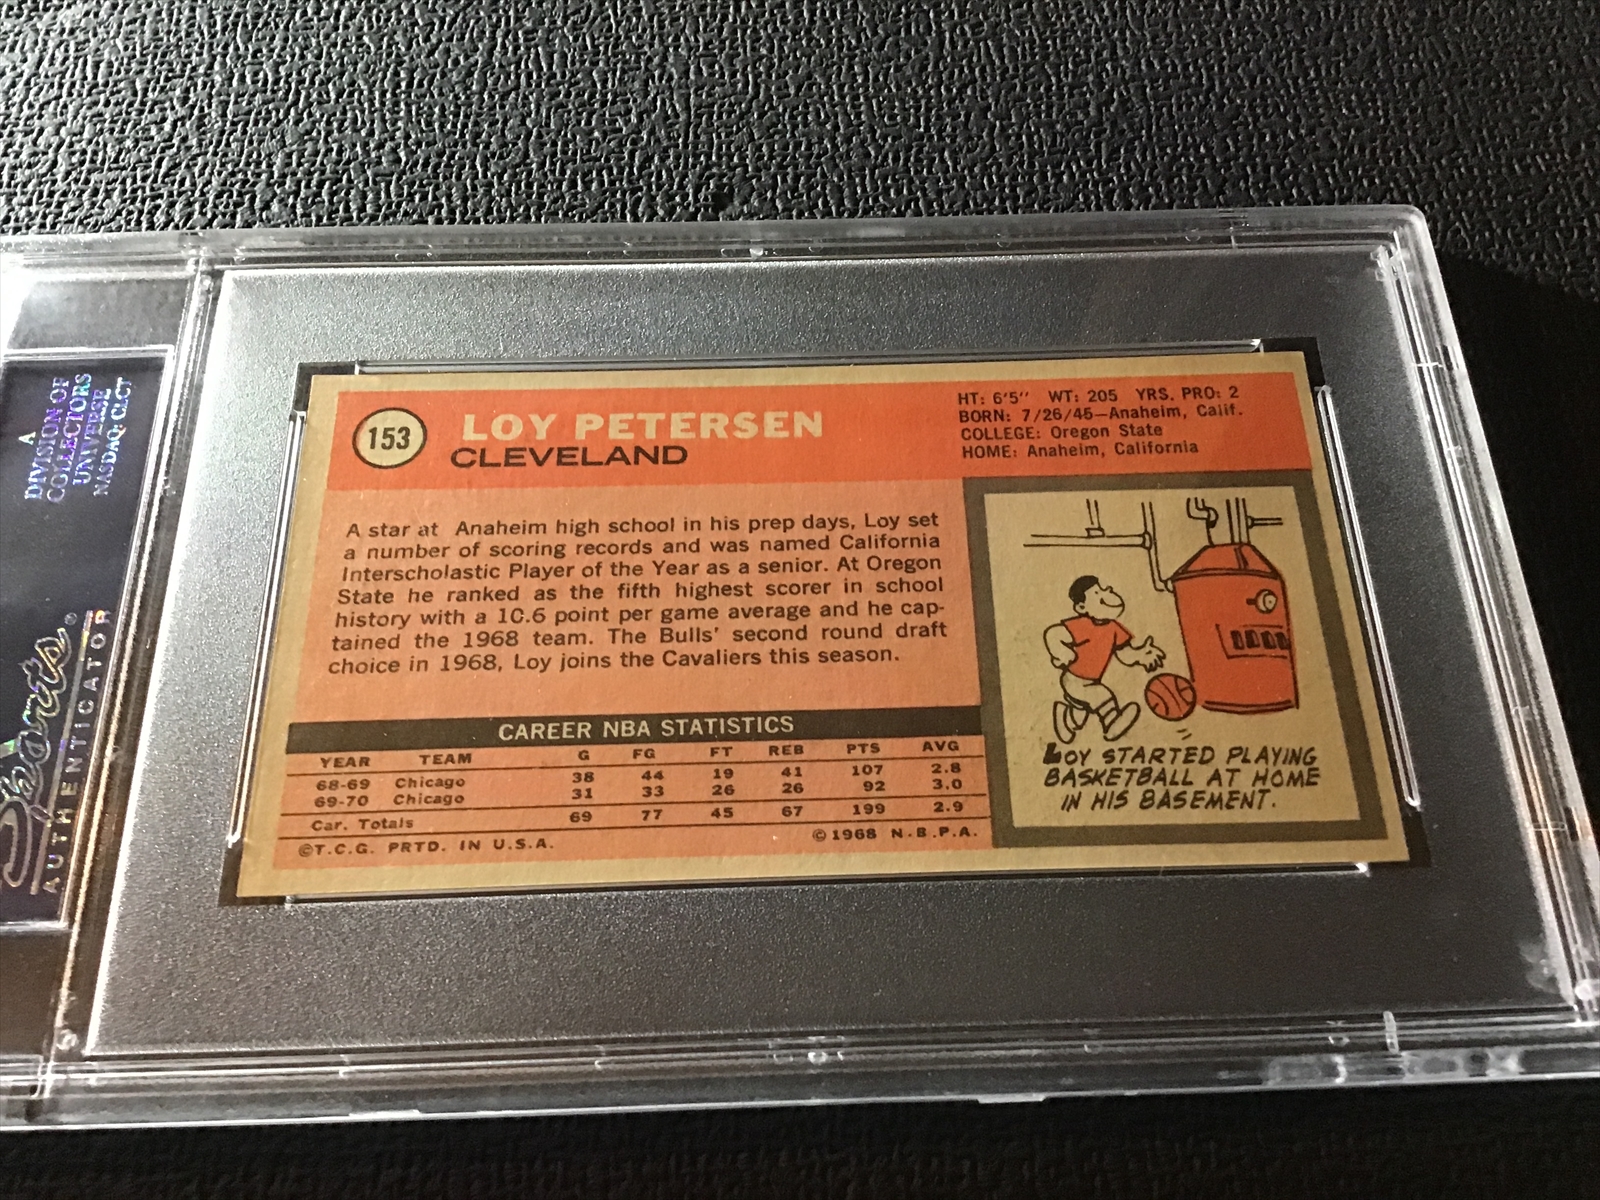 A
DIVISION OF
COLLECTORS
UNIVERSE
NASDAQ: CLCT
Sports®
AUTHENTICATOR
153
LOY PETERSEN
CLEVELAND
HT: 6'5" WT: 205 YRS. PRO: 2
BORN: 7/26/45—Anaheim, Calif.
COLLEGE: Oregon State
HOME: Anaheim, California
A star at Anaheim high school in his prep days, Loy set
a number of scoring records and was named California
Interscholastic Player of the Year as a senior. At Oregon
State he ranked as the fifth highest scorer in school
history with a 10.6 point per game average and he cap-
tained the 1968 team. The Bulls' second round draft
choice in 1968, Loy joins the Cavaliers this season.
CAREER NBA STATISTICS
YEAR TEAM G FG FT REB PTS AVG
68-69 Chicago 38 44 19 41 107 2.8
69-70 Chicago 31 33 26 26 92 3.0
Car. Totals 69 77 45 67 199 2.9
©T.C.G. PRTD. IN U.S.A. ©1968 N.B.P.A.
LOY STARTED PLAYING
BASKETBALL AT HOME
IN HIS BASEMENT.